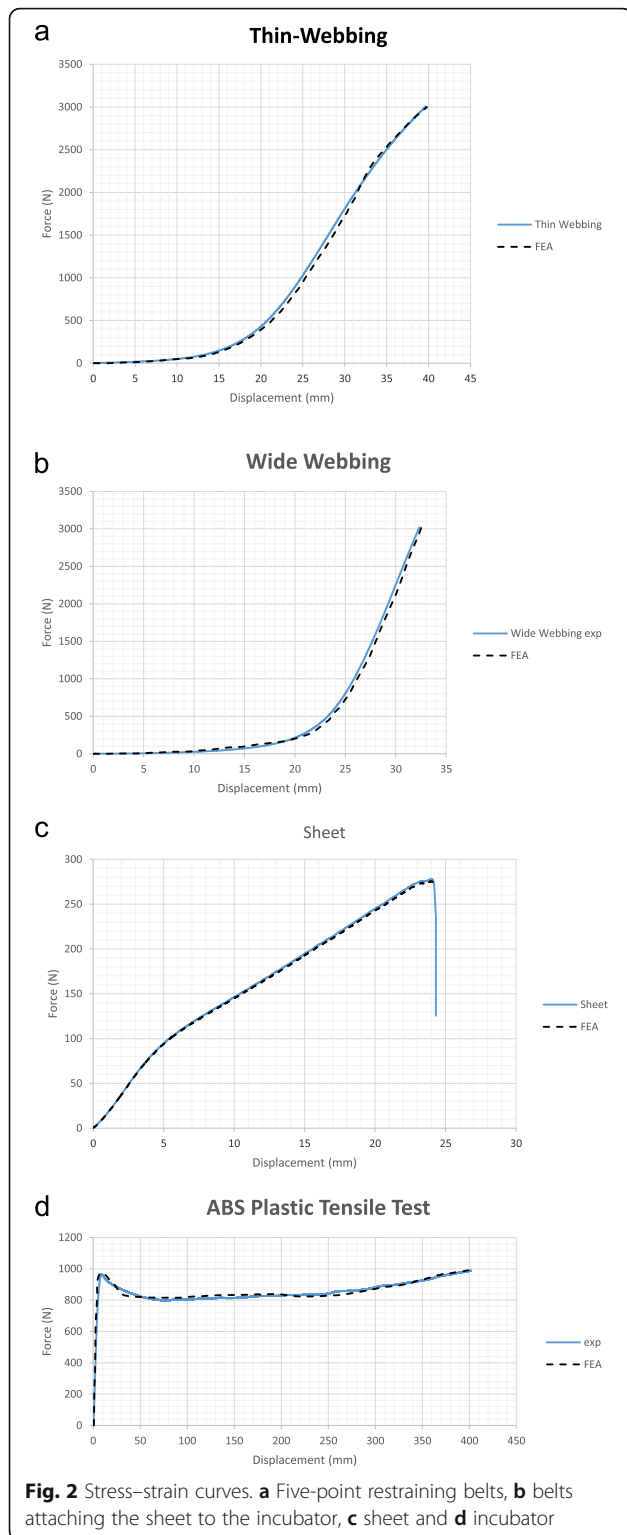 a
Thin-Webbing
3500
3000
2500
2000
1500
1000
500
0
Force (N)
0 5 10 15 20 25 30 35 40 45
Displacement (mm)
Thin Webbing
FEA
b
Wide Webbing
3500
3000
2500
2000
1500
1000
500
0
Force (N)
0 5 10 15 20 25 30 35
Displacement (mm)
Wide Webbing exp
FEA
c
Sheet
300
250
200
150
100
50
0
Force (N)
0 5 10 15 20 25 30
Displacement (mm)
Sheet
FEA
d
ABS Plastic Tensile Test
1200
1000
800
600
400
200
0
Force (N)
0 50 100 150 200 250 300 350 400 450
Displacement (mm)
exp
FEA
Fig. 2 Stress–strain curves. a Five-point restraining belts, b belts
attaching the sheet to the incubator, c sheet and d incubator